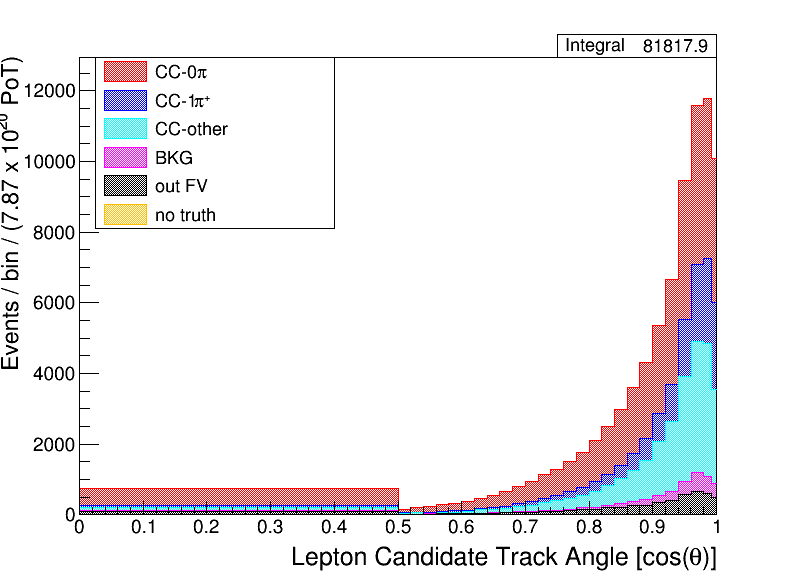 Integral 81817.9
CC-0π
CC-1π⁺
CC-other
BKG
out FV
no truth
Events / bin / (7.87 x 10²⁰ PoT)
12000
10000
8000
6000
4000
2000
0
0 0.1 0.2 0.3 0.4 0.5 0.6 0.7 0.8 0.9 1
Lepton Candidate Track Angle [cos(θ)]